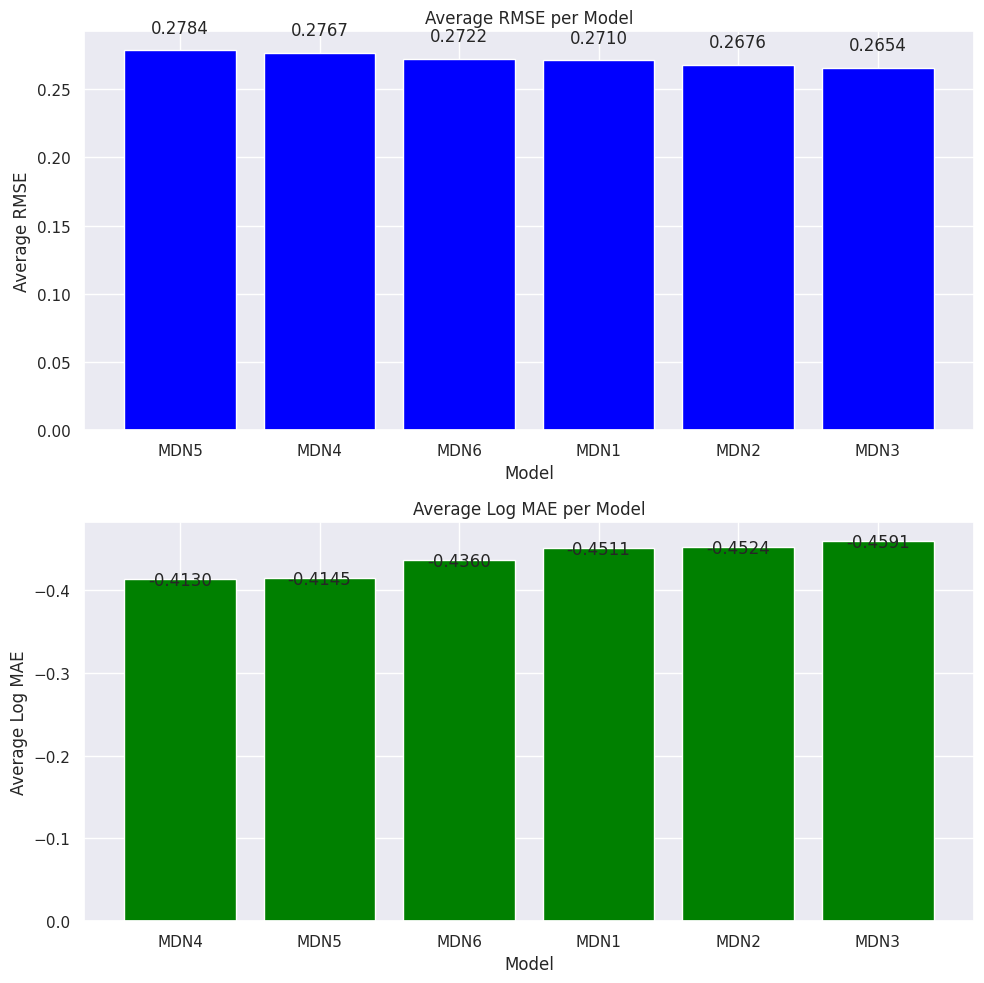 Average RMSE per Model
0.2784 0.2767 0.2722 0.2710 0.2676 0.2654
0.25
0.20
0.15
0.10
0.05
0.00
Average RMSE
MDN5 MDN4 MDN6 MDN1 MDN2 MDN3
Model
Average Log MAE per Model
-0.4130 -0.4145 -0.4360 -0.4511 -0.4524 -0.4591
−0.4
−0.3
−0.2
−0.1
0.0
Average Log MAE
MDN4 MDN5 MDN6 MDN1 MDN2 MDN3
Model